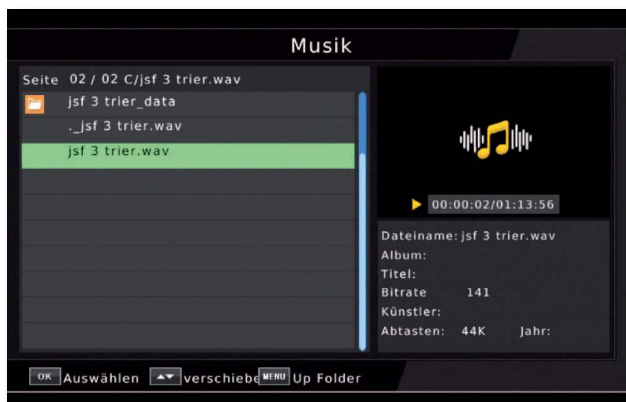 Musik
Seite 02 / 02 C/jsf 3 trier.wav
jsf 3 trier_data
._jsf 3 trier.wav
jsf 3 trier.wav
00:00:02/01:13:56
Dateiname: jsf 3 trier.wav
Album:
Titel:
Bitrate 141
Künstler:
Abtasten: 44K Jahr:
OK Auswählen verschiebe MENU Up Folder